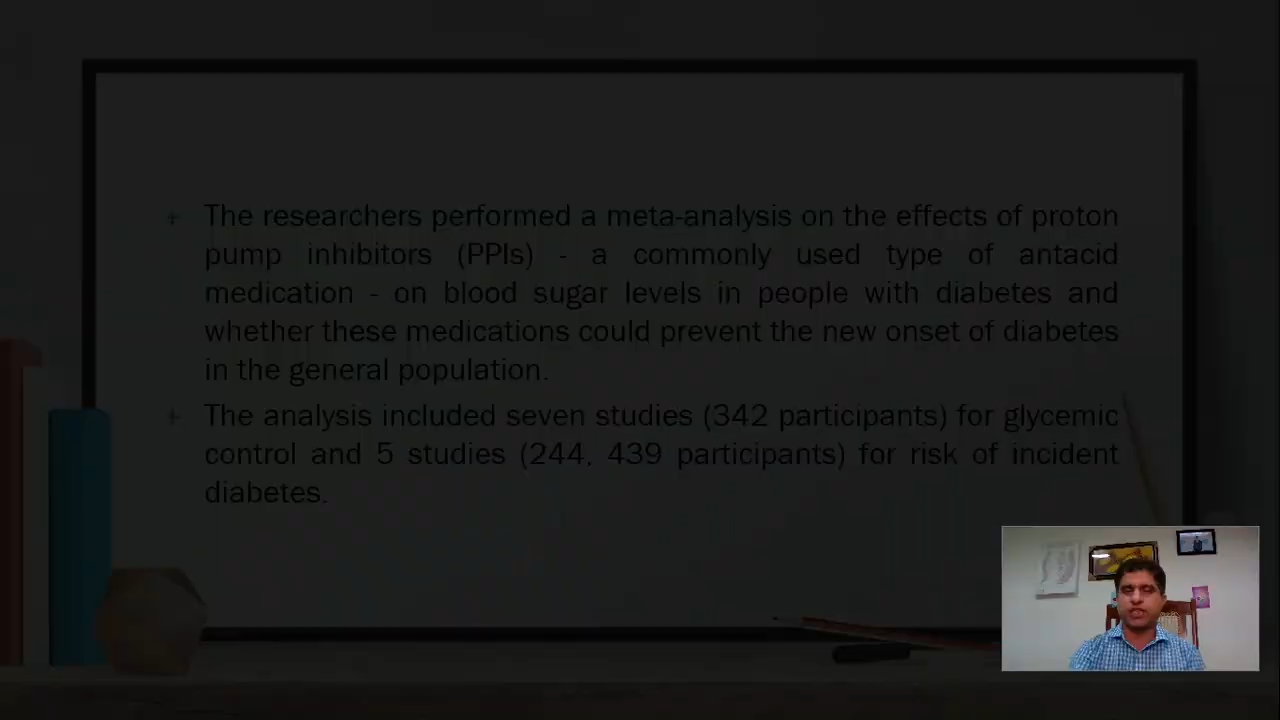 + The researchers performed a meta-analysis on the effects of proton
pump inhibitors (PPIs) - a commonly used type of antacid
medication - on blood sugar levels in people with diabetes and
whether these medications could prevent the new onset of diabetes
in the general population.
+ The analysis included seven studies (342 participants) for glycemic
control and 5 studies (244, 439 participants) for risk of incident
diabetes.